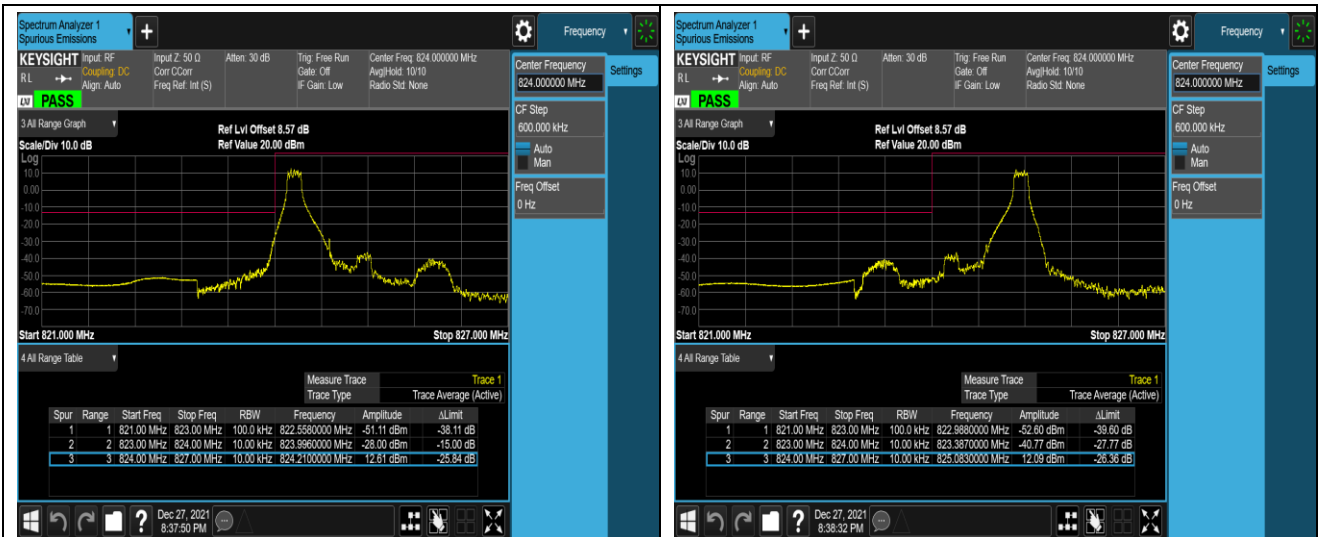 Spectrum Analyzer 1
Spurious Emissions
+
Frequency
KEYSIGHT
RL
Input: RF
Coupling: DC
Align: Auto
Input Z: 50 Ω
Corr CCorr
Freq Ref: Int (S)
Atten: 30 dB
Trig: Free Run
Gate: Off
IF Gain: Low
Center Freq: 824.000000 MHz
Avg|Hold: 10/10
Radio Std: None
LXI PASS
Center Frequency
824.000000 MHz
Settings
CF Step
600.000 kHz
Auto
Man
Freq Offset
0 Hz
3 All Range Graph
Scale/Div 10.0 dB
Ref Lvl Offset 8.57 dB
Ref Value 20.00 dBm
Log
10.0
0.00
-10.0
-20.0
-30.0
-40.0
-50.0
-60.0
-70.0
Start 821.000 MHz
Stop 827.000 MHz
4 All Range Table
Measure Trace Trace 1
Trace Type Trace Average (Active)
Spur Range Start Freq Stop Freq RBW Frequency Amplitude ΔLimit
1 1 821.00 MHz 823.00 MHz 100.0 kHz 822.5580000 MHz -51.11 dBm -38.11 dB
2 2 823.00 MHz 824.00 MHz 10.00 kHz 823.9960000 MHz -28.00 dBm -15.00 dB
3 3 824.00 MHz 827.00 MHz 10.00 kHz 824.2100000 MHz 12.61 dBm -25.84 dB
?
Dec 27, 2021
8:37:50 PM
Spectrum Analyzer 1
Spurious Emissions
+
Frequency
KEYSIGHT
RL
Input: RF
Coupling: DC
Align: Auto
Input Z: 50 Ω
Corr CCorr
Freq Ref: Int (S)
Atten: 30 dB
Trig: Free Run
Gate: Off
IF Gain: Low
Center Freq: 824.000000 MHz
Avg|Hold: 10/10
Radio Std: None
LXI PASS
Center Frequency
824.000000 MHz
Settings
CF Step
600.000 kHz
Auto
Man
Freq Offset
0 Hz
3 All Range Graph
Scale/Div 10.0 dB
Ref Lvl Offset 8.57 dB
Ref Value 20.00 dBm
Log
10.0
0.00
-10.0
-20.0
-30.0
-40.0
-50.0
-60.0
-70.0
Start 821.000 MHz
Stop 827.000 MHz
4 All Range Table
Measure Trace Trace 1
Trace Type Trace Average (Active)
Spur Range Start Freq Stop Freq RBW Frequency Amplitude ΔLimit
1 1 821.00 MHz 823.00 MHz 100.0 kHz 822.9880000 MHz -52.60 dBm -39.60 dB
2 2 823.00 MHz 824.00 MHz 10.00 kHz 823.3870000 MHz -40.77 dBm -27.77 dB
3 3 824.00 MHz 827.00 MHz 10.00 kHz 825.0830000 MHz 12.09 dBm -26.36 dB
?
Dec 27, 2021
8:38:32 PM